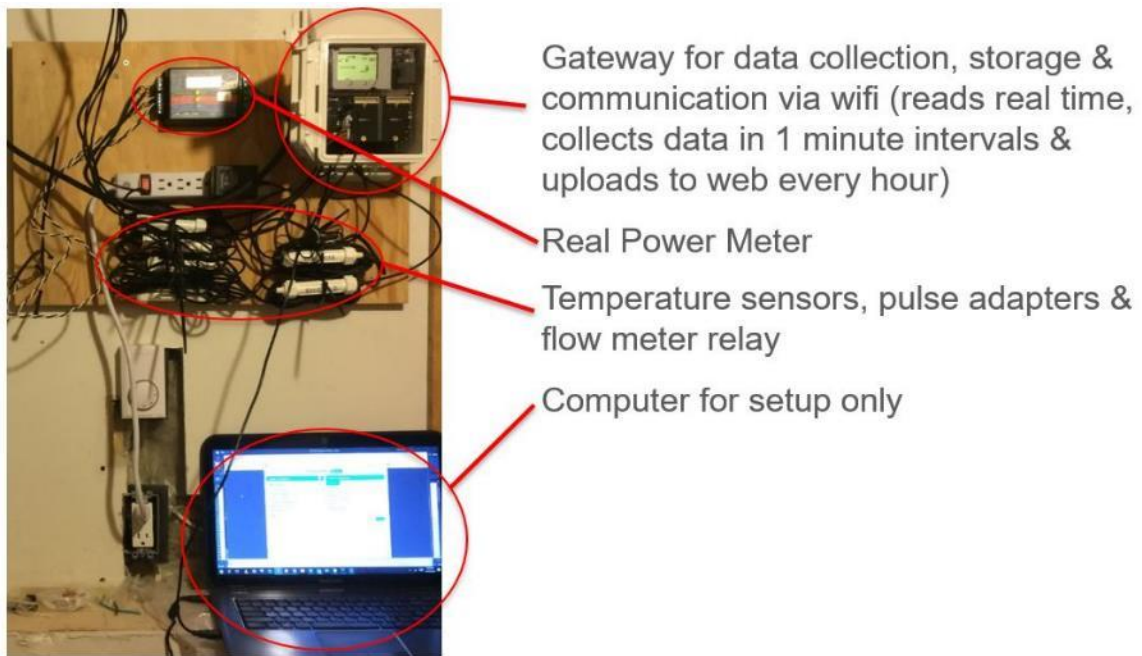 Gateway for data collection, storage &
communication via wifi (reads real time,
collects data in 1 minute intervals &
uploads to web every hour)
Real Power Meter
Temperature sensors, pulse adapters &
flow meter relay
Computer for setup only